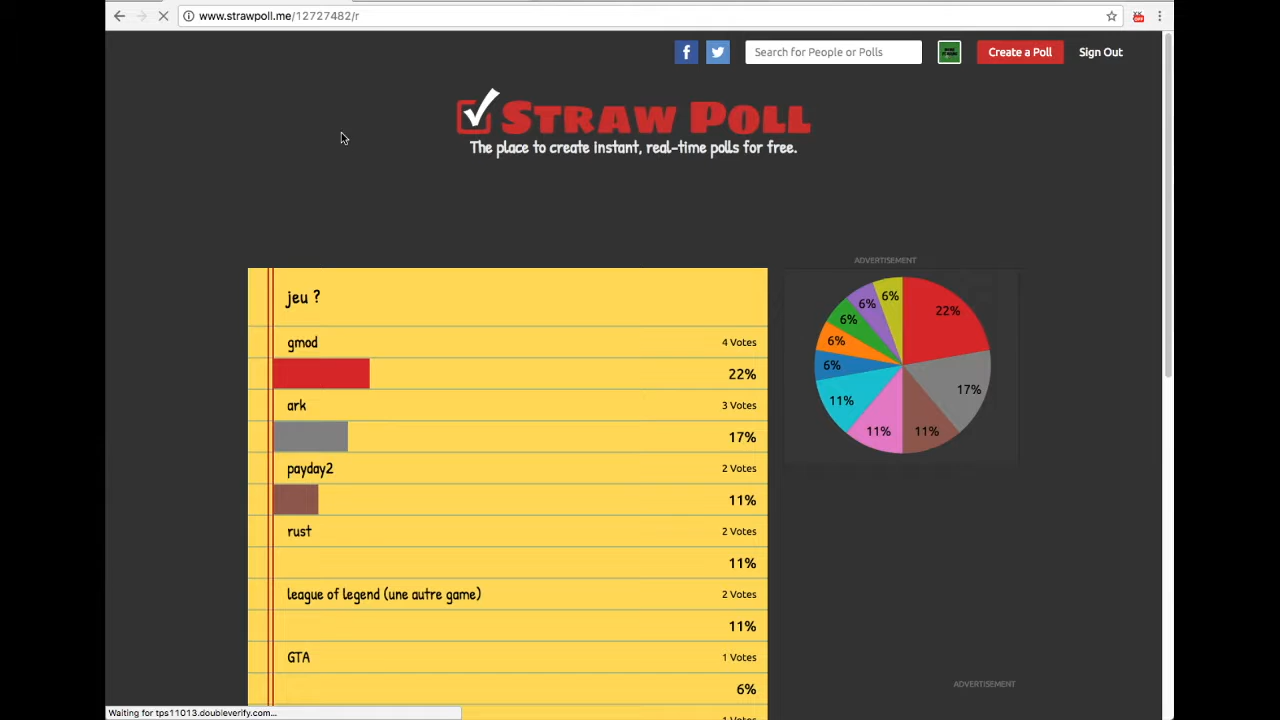 www.strawpoll.me/12727482/r
Search for People or Polls
Create a Poll
Sign Out
STRAW POLL
The place to create instant, real-time polls for free.
ADVERTISEMENT
jeu ?
gmod
4 Votes
22%
ark
3 Votes
17%
payday2
2 Votes
11%
rust
2 Votes
11%
league of legend (une autre game)
2 Votes
11%
GTA
1 Votes
6%
1 Votes
22%
17%
11%
11%
11%
6%
6%
6%
6%
6%
ADVERTISEMENT
Waiting for tps11013.doubleverify.com...